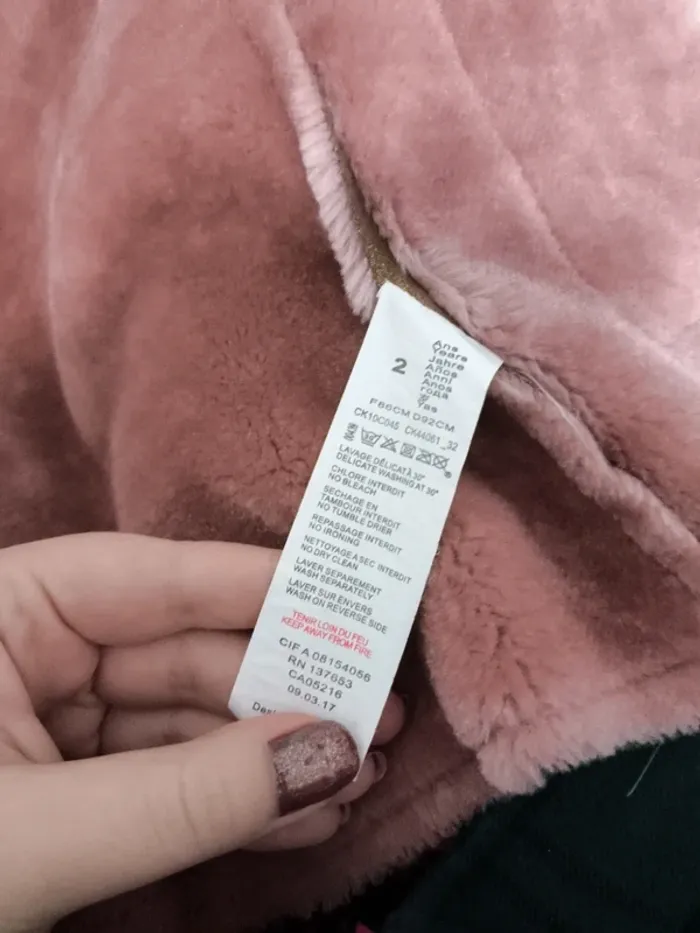 2
Ans
Years
Jahre
Años
Anni
Anos
года
岁
Yas
F86CM D92CM
CK10C045 CK44061_32
LAVAGE DÉLICAT À 30°
DELICATE WASHING AT 30°
CHLORE INTERDIT
NO BLEACH
SECHAGE EN
TAMBOUR INTERDIT
NO TUMBLE DRIER
REPASSAGE INTERDIT
NO IRONING
NETTOYAGE A SEC INTERDIT
NO DRY CLEAN
LAVER SEPAREMENT
WASH SEPARATELY
LAVER SUR ENVERS
WASH ON REVERSE SIDE
TENIR LOIN DU FEU
KEEP AWAY FROM FIRE
CIF A 08154056
RN 137653
CA05216
09.03.17
Desi